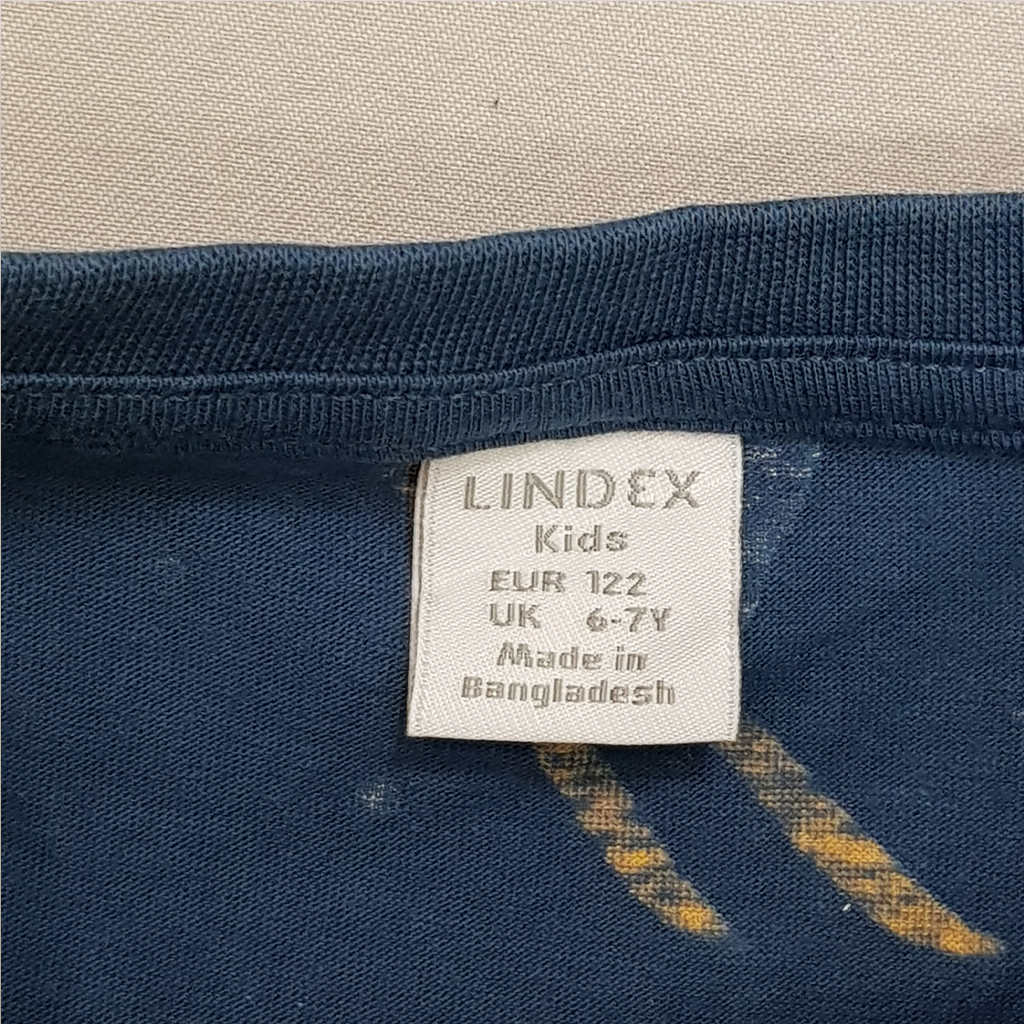 LINDEX
Kids
EUR 122
UK 6-7Y
Made in
Bangladesh